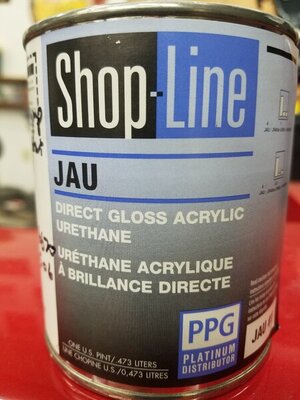 Shop-Line
JAU
DIRECT GLOSS ACRYLIC
URETHANE
URÉTHANE ACRYLIQUE
À BRILLANCE DIRECTE
ONE U.S. PINT/.473 LITERS
UNE CHOPINE U.S./0,473 LITRES
PPG
PLATINUM
DISTRIBUTOR
JAU